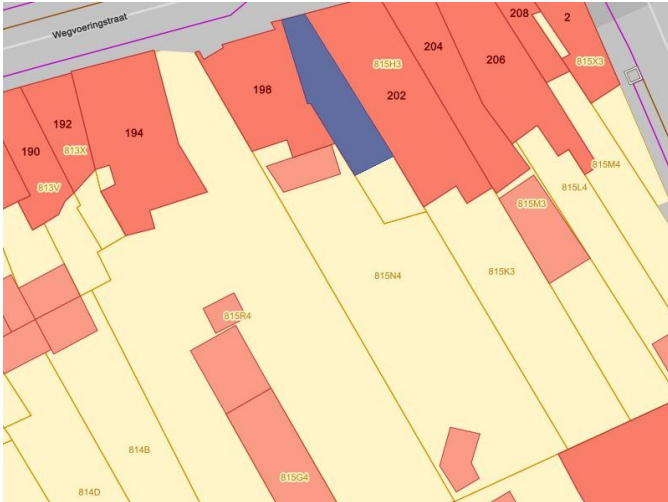 Wegvoeringstraat
208
2
204
815H3
815X3
206
198
202
192
194
190
813X
813V
815M4
815L4
815M3
815N4
815K3
815R4
814B
815G4
814D